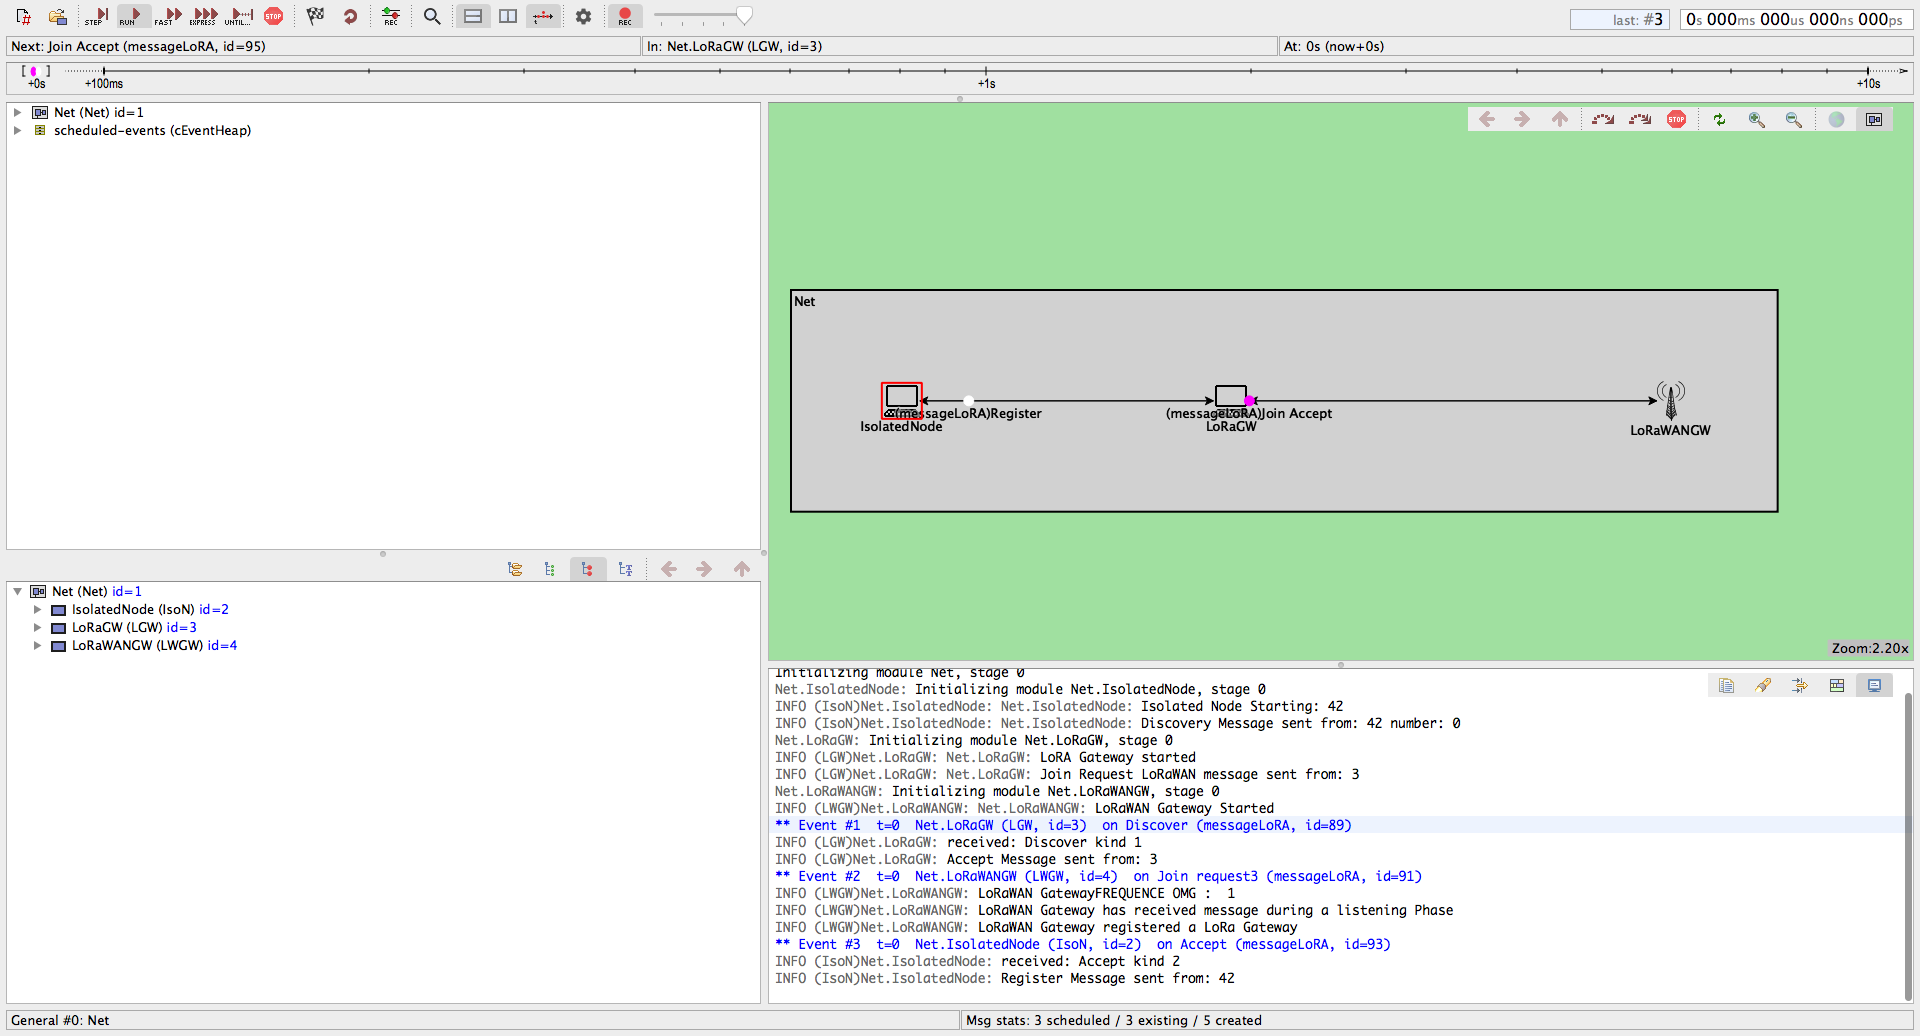 STEP RUN FAST EXPRESS UNTIL... STOP REC REC last: #3 0s 000ms 000us 000ns 000ps
Next: Join Accept (messageLoRA, id=95) In: Net.LoRaGW (LGW, id=3) At: 0s (now+0s)
[ ]
+0s +100ms +1s +10s
Net (Net) id=1
scheduled-events (cEventHeap)
STOP
Net
(messageLoRA)Register (messageLoRA)Join Accept
IsolatedNode LoRaGW LoRaWANGW
Zoom:2.20x
Net (Net) id=1
IsolatedNode (IsoN) id=2
LoRaGW (LGW) id=3
LoRaWANGW (LWGW) id=4
Initializing module Net, stage 0
Net.IsolatedNode: Initializing module Net.IsolatedNode, stage 0
INFO (IsoN)Net.IsolatedNode: Net.IsolatedNode: Isolated Node Starting: 42
INFO (IsoN)Net.IsolatedNode: Net.IsolatedNode: Discovery Message sent from: 42 number: 0
Net.LoRaGW: Initializing module Net.LoRaGW, stage 0
INFO (LGW)Net.LoRaGW: Net.LoRaGW: LoRA Gateway started
INFO (LGW)Net.LoRaGW: Net.LoRaGW: Join Request LoRaWAN message sent from: 3
Net.LoRaWANGW: Initializing module Net.LoRaWANGW, stage 0
INFO (LWGW)Net.LoRaWANGW: Net.LoRaWANGW: LoRaWAN Gateway Started
** Event #1 t=0 Net.LoRaGW (LGW, id=3) on Discover (messageLoRA, id=89)
INFO (LGW)Net.LoRaGW: received: Discover kind 1
INFO (LGW)Net.LoRaGW: Accept Message sent from: 3
** Event #2 t=0 Net.LoRaWANGW (LWGW, id=4) on Join request3 (messageLoRA, id=91)
INFO (LWGW)Net.LoRaWANGW: LoRaWAN GatewayFREQUENCE OMG : 1
INFO (LWGW)Net.LoRaWANGW: LoRaWAN Gateway has received message during a listening Phase
INFO (LWGW)Net.LoRaWANGW: LoRaWAN Gateway registered a LoRa Gateway
** Event #3 t=0 Net.IsolatedNode (IsoN, id=2) on Accept (messageLoRA, id=93)
INFO (IsoN)Net.IsolatedNode: received: Accept kind 2
INFO (IsoN)Net.IsolatedNode: Register Message sent from: 42
General #0: Net Msg stats: 3 scheduled / 3 existing / 5 created